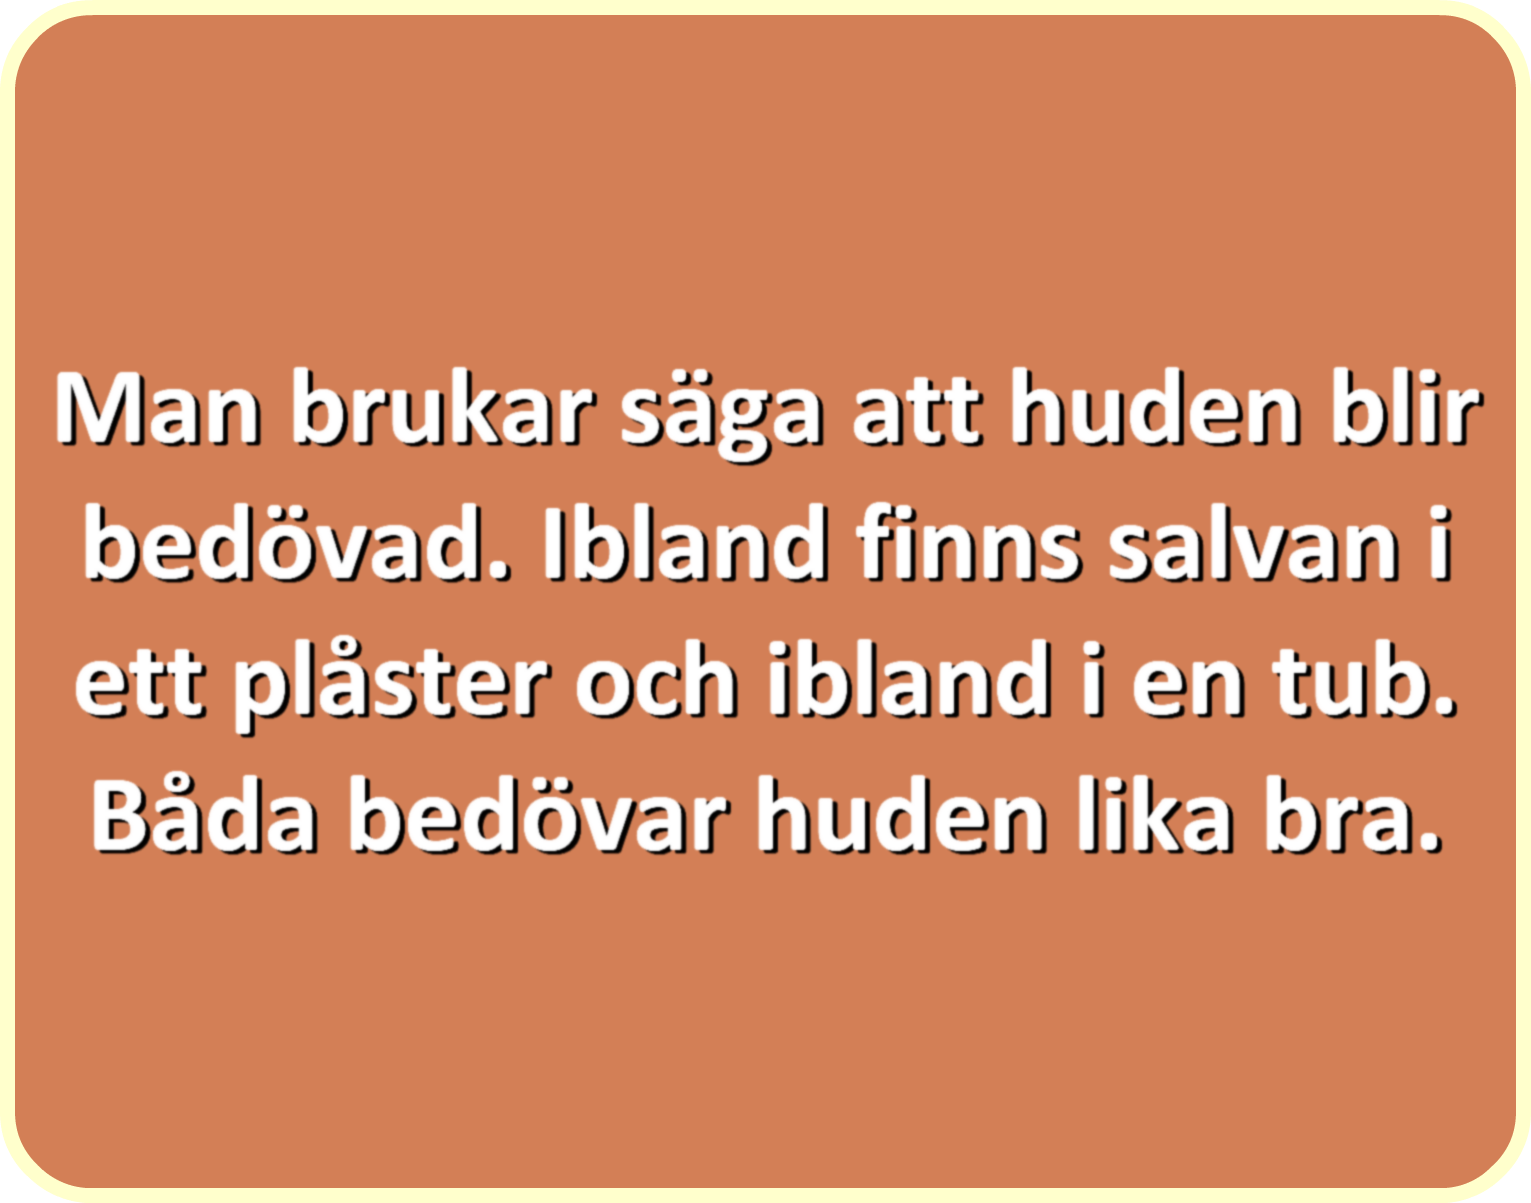 Man brukar säga att huden blir
bedövad. Ibland finns salvan i
ett plåster och ibland i en tub.
Båda bedövar huden lika bra.